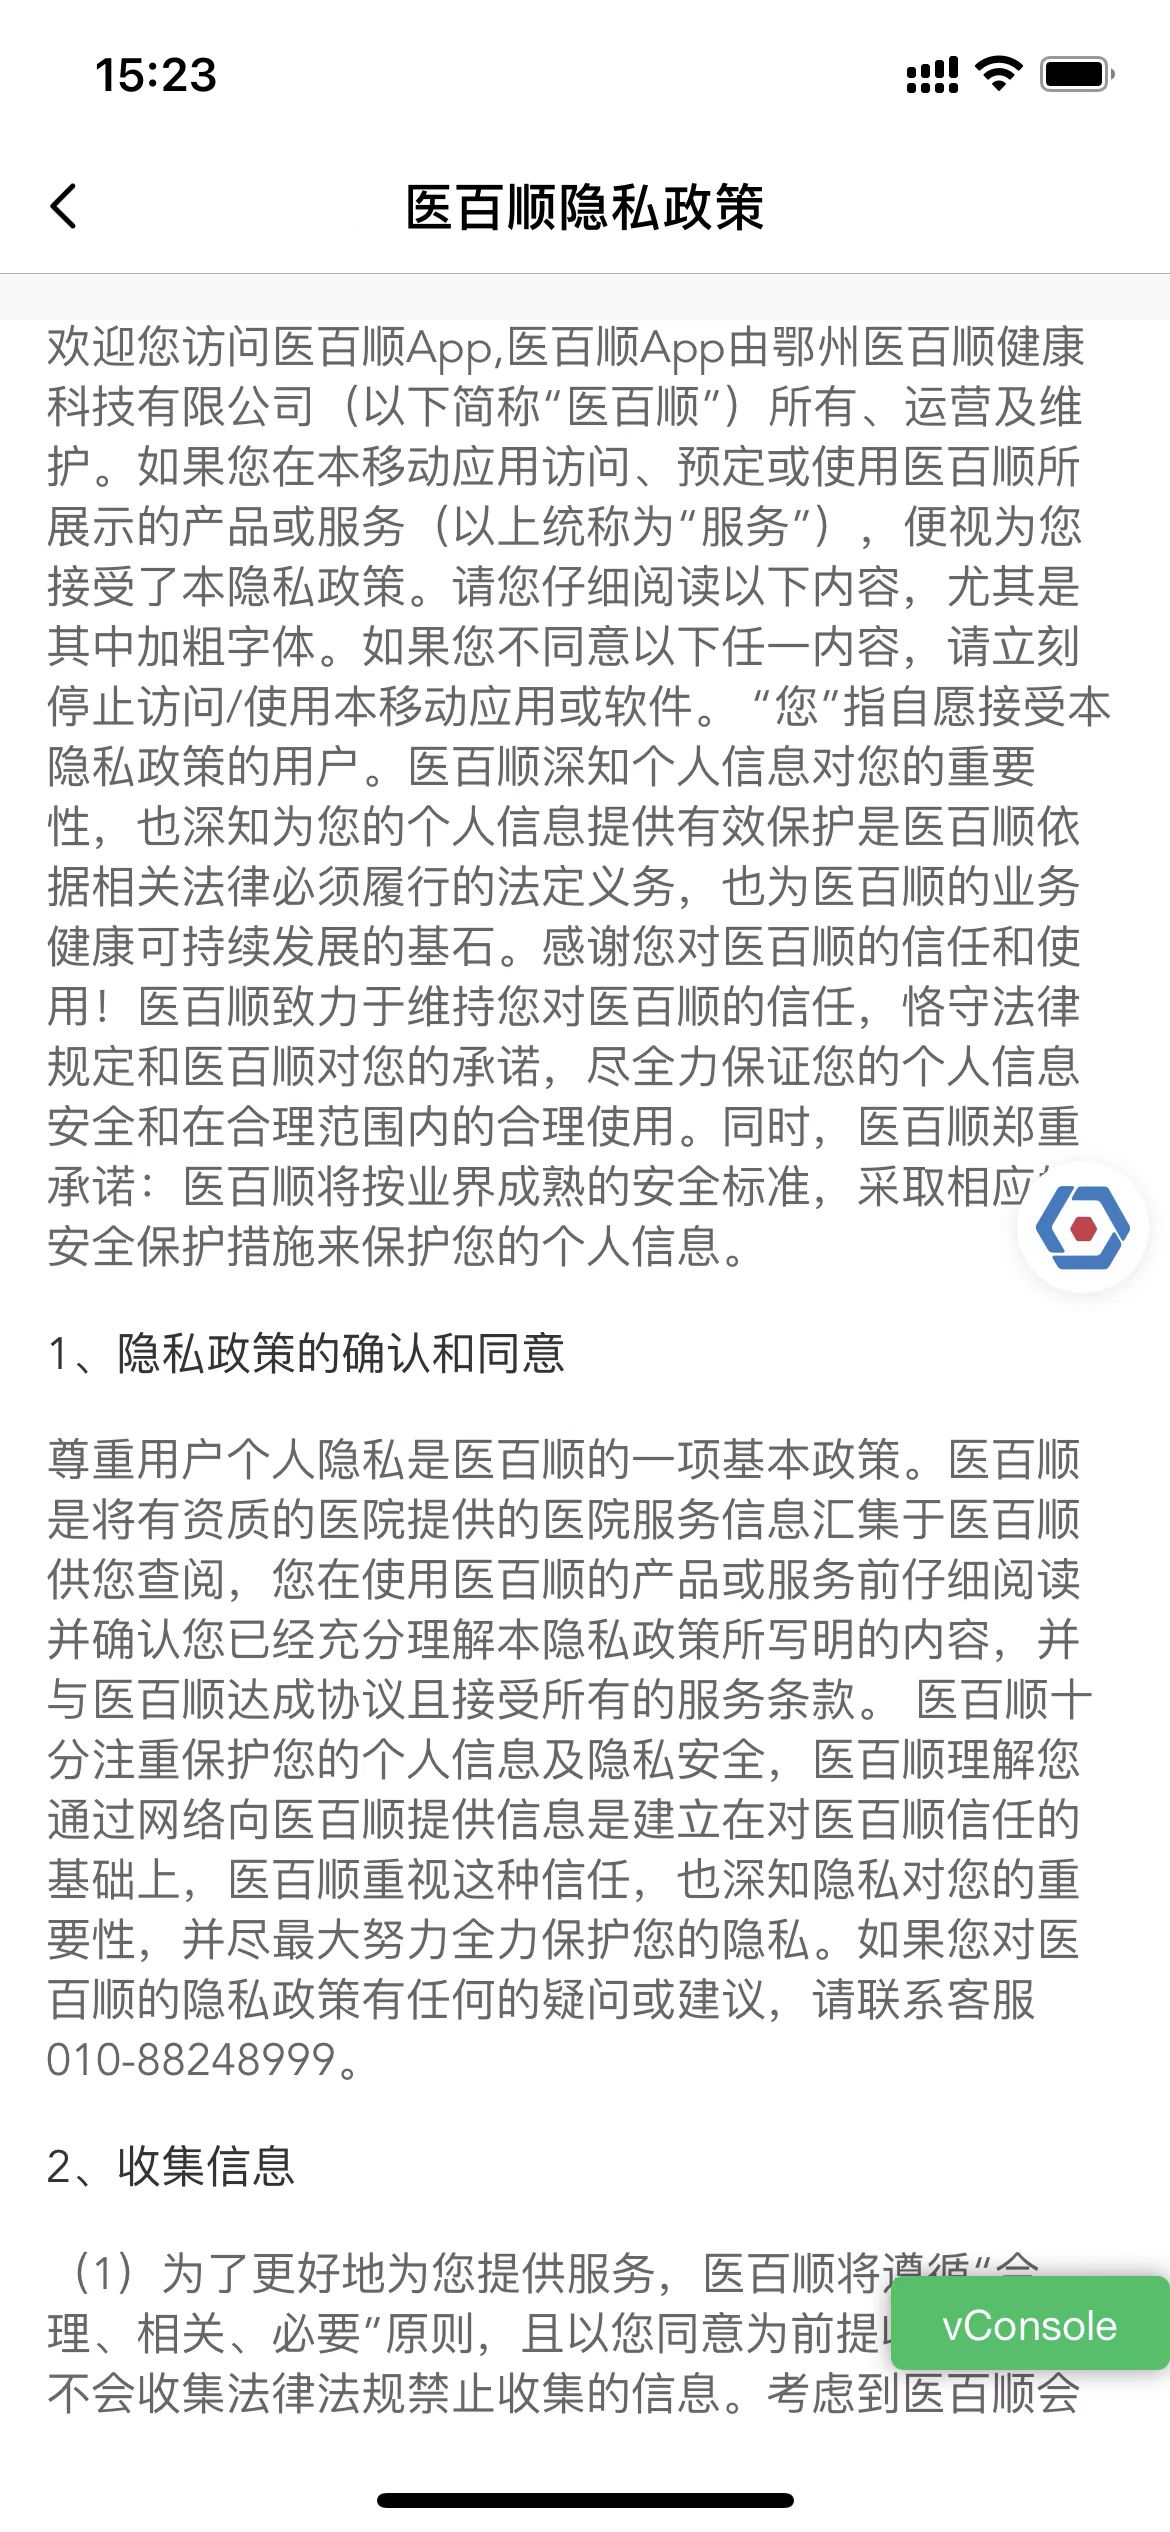 15:23
医百顺隐私政策
欢迎您访问医百顺App,医百顺App由鄂州医百顺健康
科技有限公司（以下简称“医百顺”）所有、运营及维
护。如果您在本移动应用访问、预定或使用医百顺所
展示的产品或服务（以上统称为“服务”），便视为您
接受了本隐私政策。请您仔细阅读以下内容，尤其是
其中加粗字体。如果您不同意以下任一内容，请立刻
停止访问/使用本移动应用或软件。“您”指自愿接受本
隐私政策的用户。医百顺深知个人信息对您的重要
性，也深知为您的个人信息提供有效保护是医百顺依
据相关法律必须履行的法定义务，也为医百顺的业务
健康可持续发展的基石。感谢您对医百顺的信任和使
用！医百顺致力于维持您对医百顺的信任，恪守法律
规定和医百顺对您的承诺，尽全力保证您的个人信息
安全和在合理范围内的合理使用。同时，医百顺郑重
承诺：医百顺将按业界成熟的安全标准，采取相应
安全保护措施来保护您的个人信息。
1、隐私政策的确认和同意
尊重用户个人隐私是医百顺的一项基本政策。医百顺
是将有资质的医院提供的医院服务信息汇集于医百顺
供您查阅，您在使用医百顺的产品或服务前仔细阅读
并确认您已经充分理解本隐私政策所写明的内容，并
与医百顺达成协议且接受所有的服务条款。 医百顺十
分注重保护您的个人信息及隐私安全，医百顺理解您
通过网络向医百顺提供信息是建立在对医百顺信任的
基础上，医百顺重视这种信任，也深知隐私对您的重
要性，并尽最大努力全力保护您的隐私。如果您对医
百顺的隐私政策有任何的疑问或建议，请联系客服
010-88248999。
2、收集信息
（1）为了更好地为您提供服务，医百顺将遵循“合
理、相关、必要”原则，且以您同意为前提
vConsole
不会收集法律法规禁止收集的信息。考虑到医百顺会